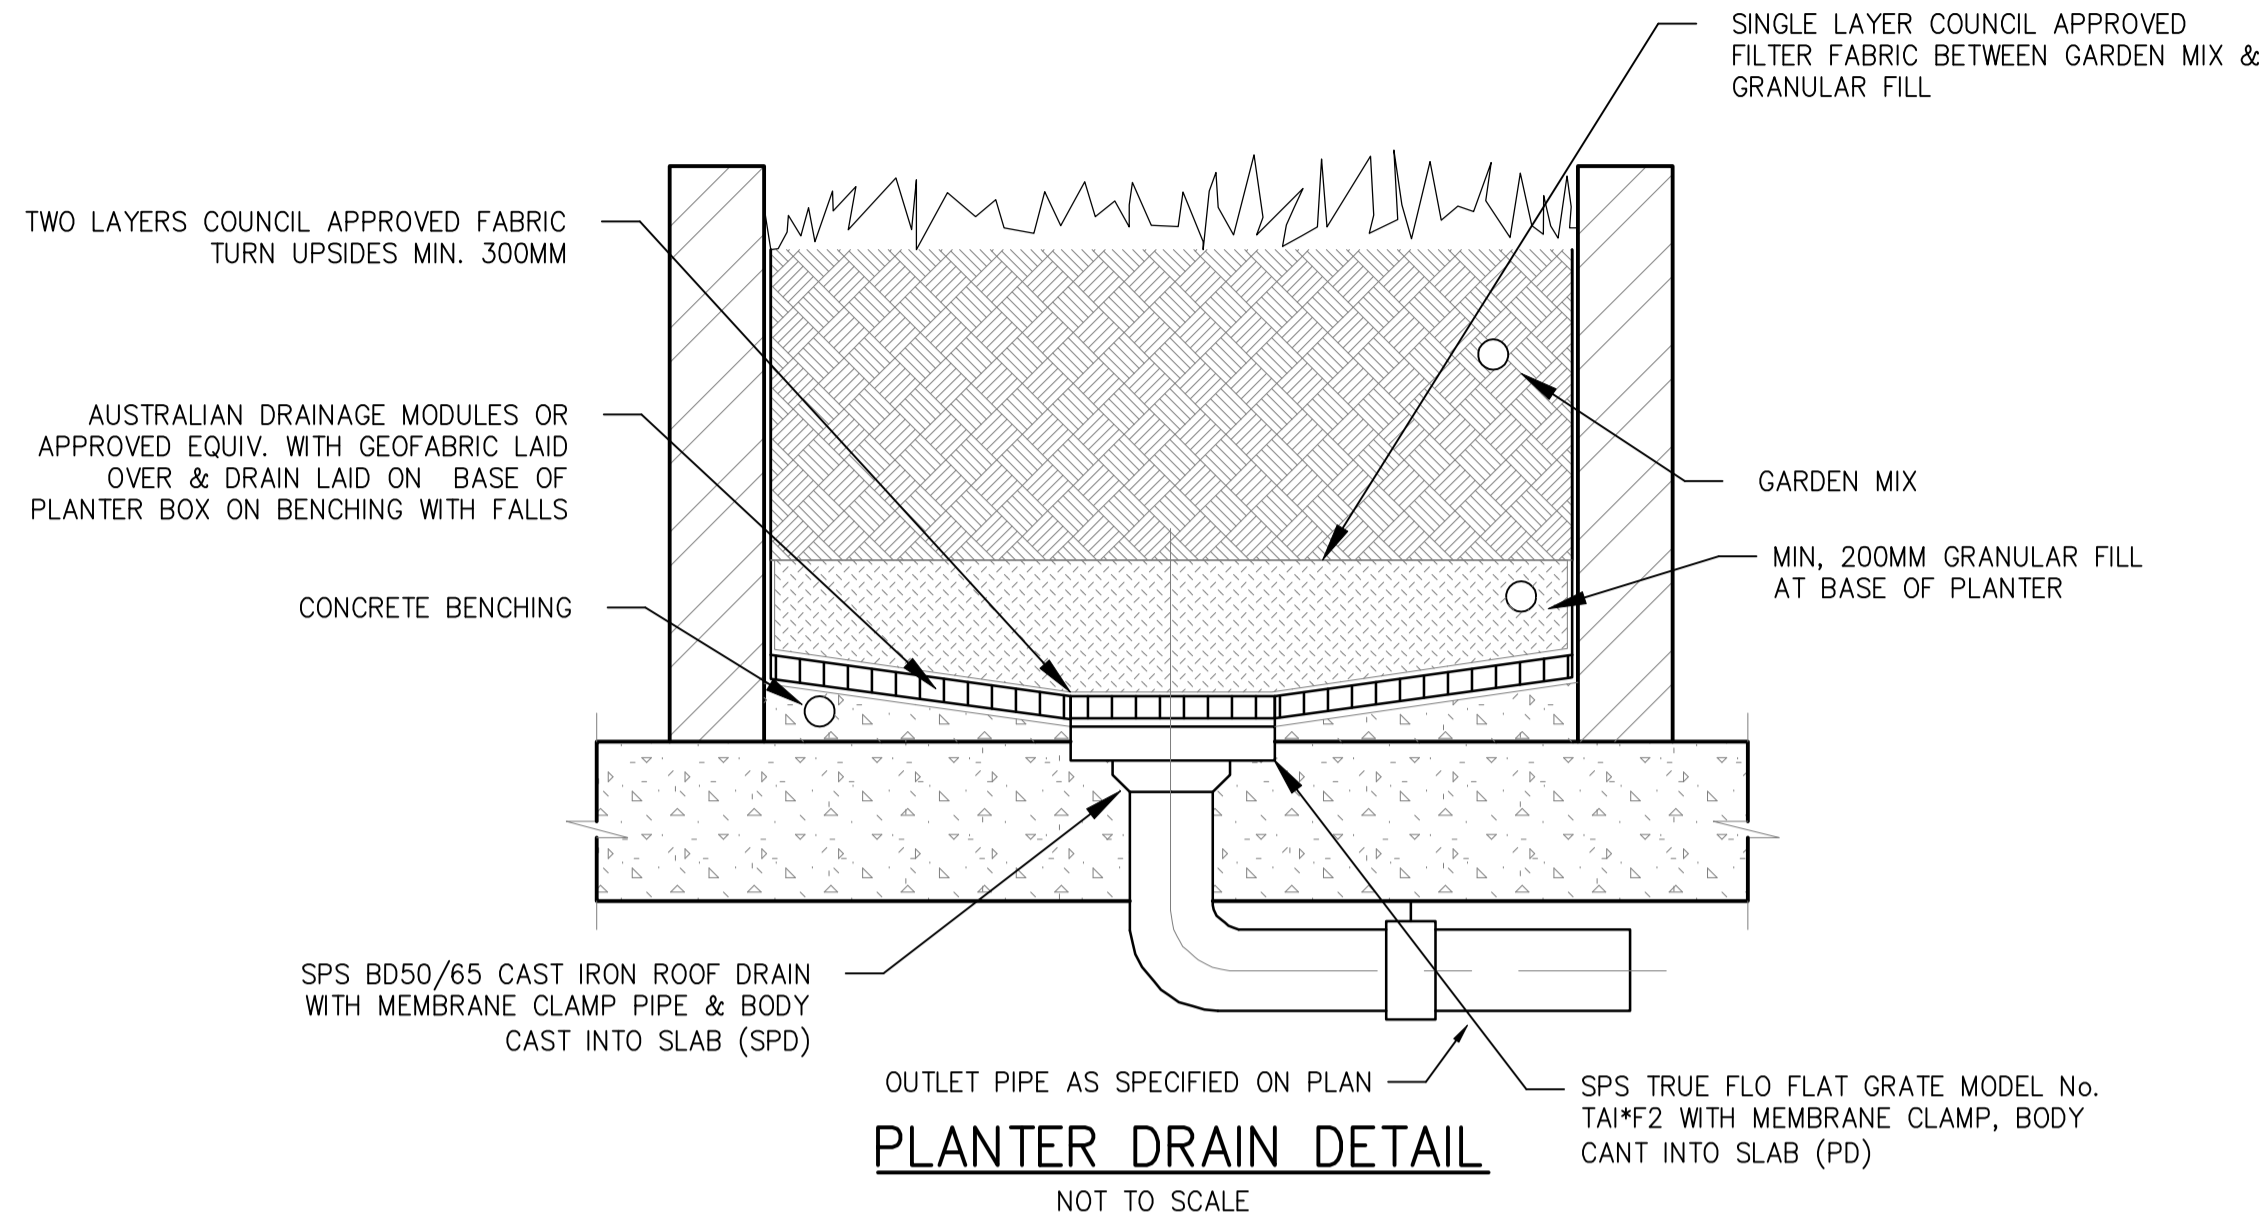 SINGLE LAYER COUNCIL APPROVED
FILTER FABRIC BETWEEN GARDEN MIX &
GRANULAR FILL
TWO LAYERS COUNCIL APPROVED FABRIC
TURN UPSIDES MIN. 300MM
AUSTRALIAN DRAINAGE MODULES OR
APPROVED EQUIV. WITH GEOFABRIC LAID
OVER & DRAIN LAID ON BASE OF
PLANTER BOX ON BENCHING WITH FALLS
GARDEN MIX
MIN, 200MM GRANULAR FILL
AT BASE OF PLANTER
CONCRETE BENCHING
SPS BD50/65 CAST IRON ROOF DRAIN
WITH MEMBRANE CLAMP PIPE & BODY
CAST INTO SLAB (SPD)
OUTLET PIPE AS SPECIFIED ON PLAN
SPS TRUE FLO FLAT GRATE MODEL No.
TAI*F2 WITH MEMBRANE CLAMP, BODY
CANT INTO SLAB (PD)
PLANTER DRAIN DETAIL
NOT TO SCALE